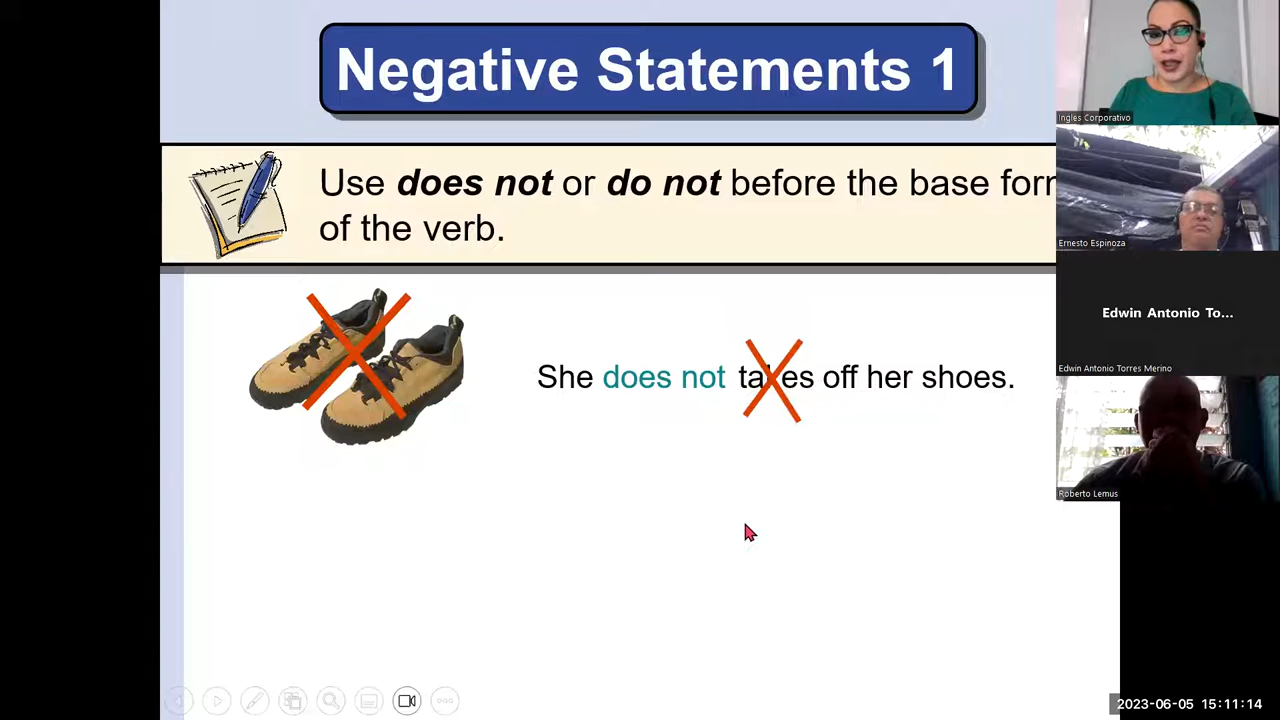 Negative Statements 1
Use does not or do not before the base for
of the verb.
She does not takes off her shoes.
Ingles Corporativo
Ernesto Espinoza
Edwin Antonio To...
Edwin Antonio Torres Merino
Roberto Lemus
2023-06-05 15:11:14